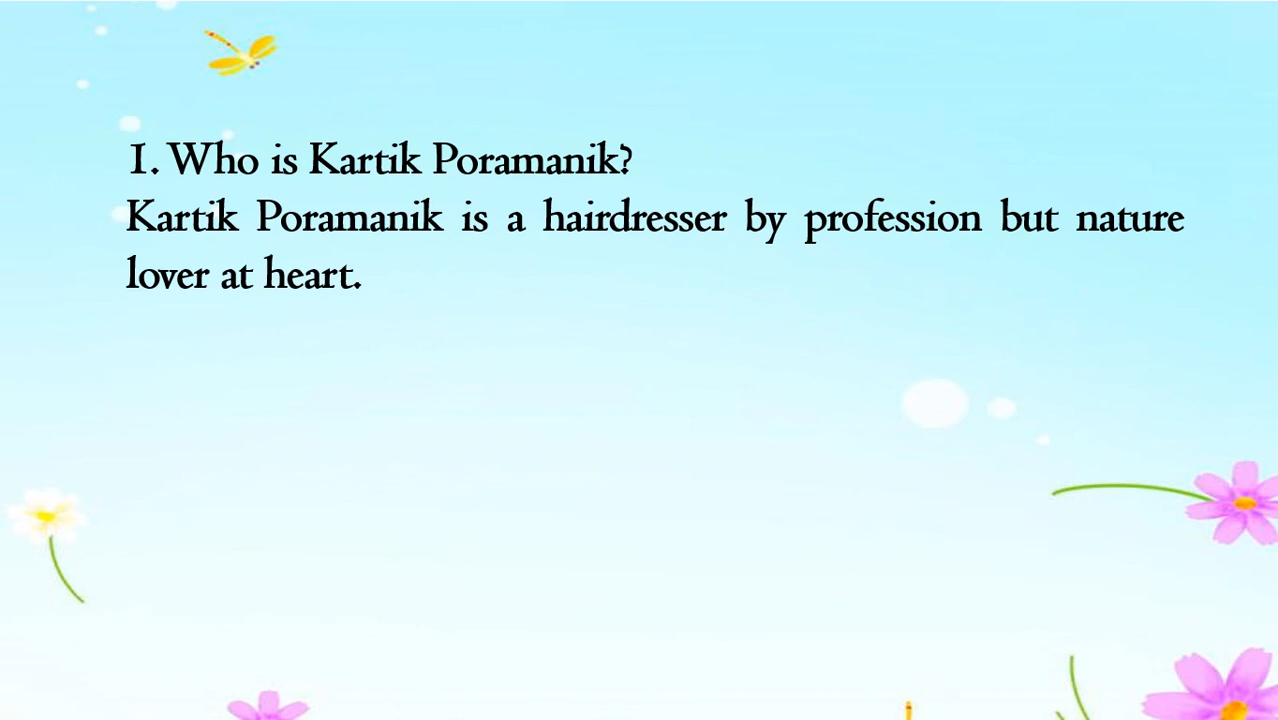 1. Who is Kartik Poramanik?
Kartik Poramanik is a hairdresser by profession but nature
lover at heart.